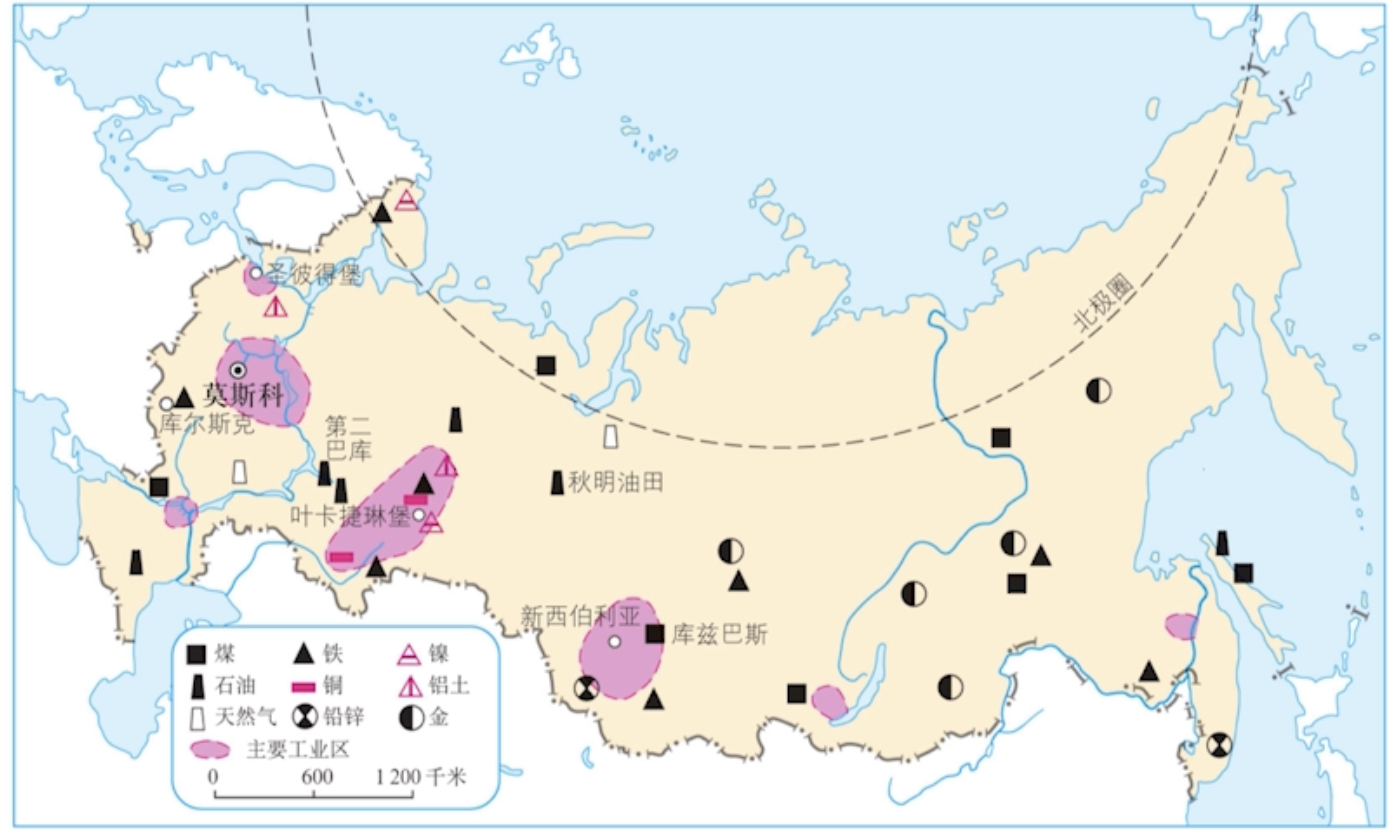 北极圈
圣彼得堡
莫斯科
库尔斯克
第二
巴库
秋明油田
叶卡捷琳堡
新西伯利亚
库兹巴斯
煤 铁 镍
石油 铜 铝土
天然气 铅锌 金
主要工业区
0 600 1 200 千米